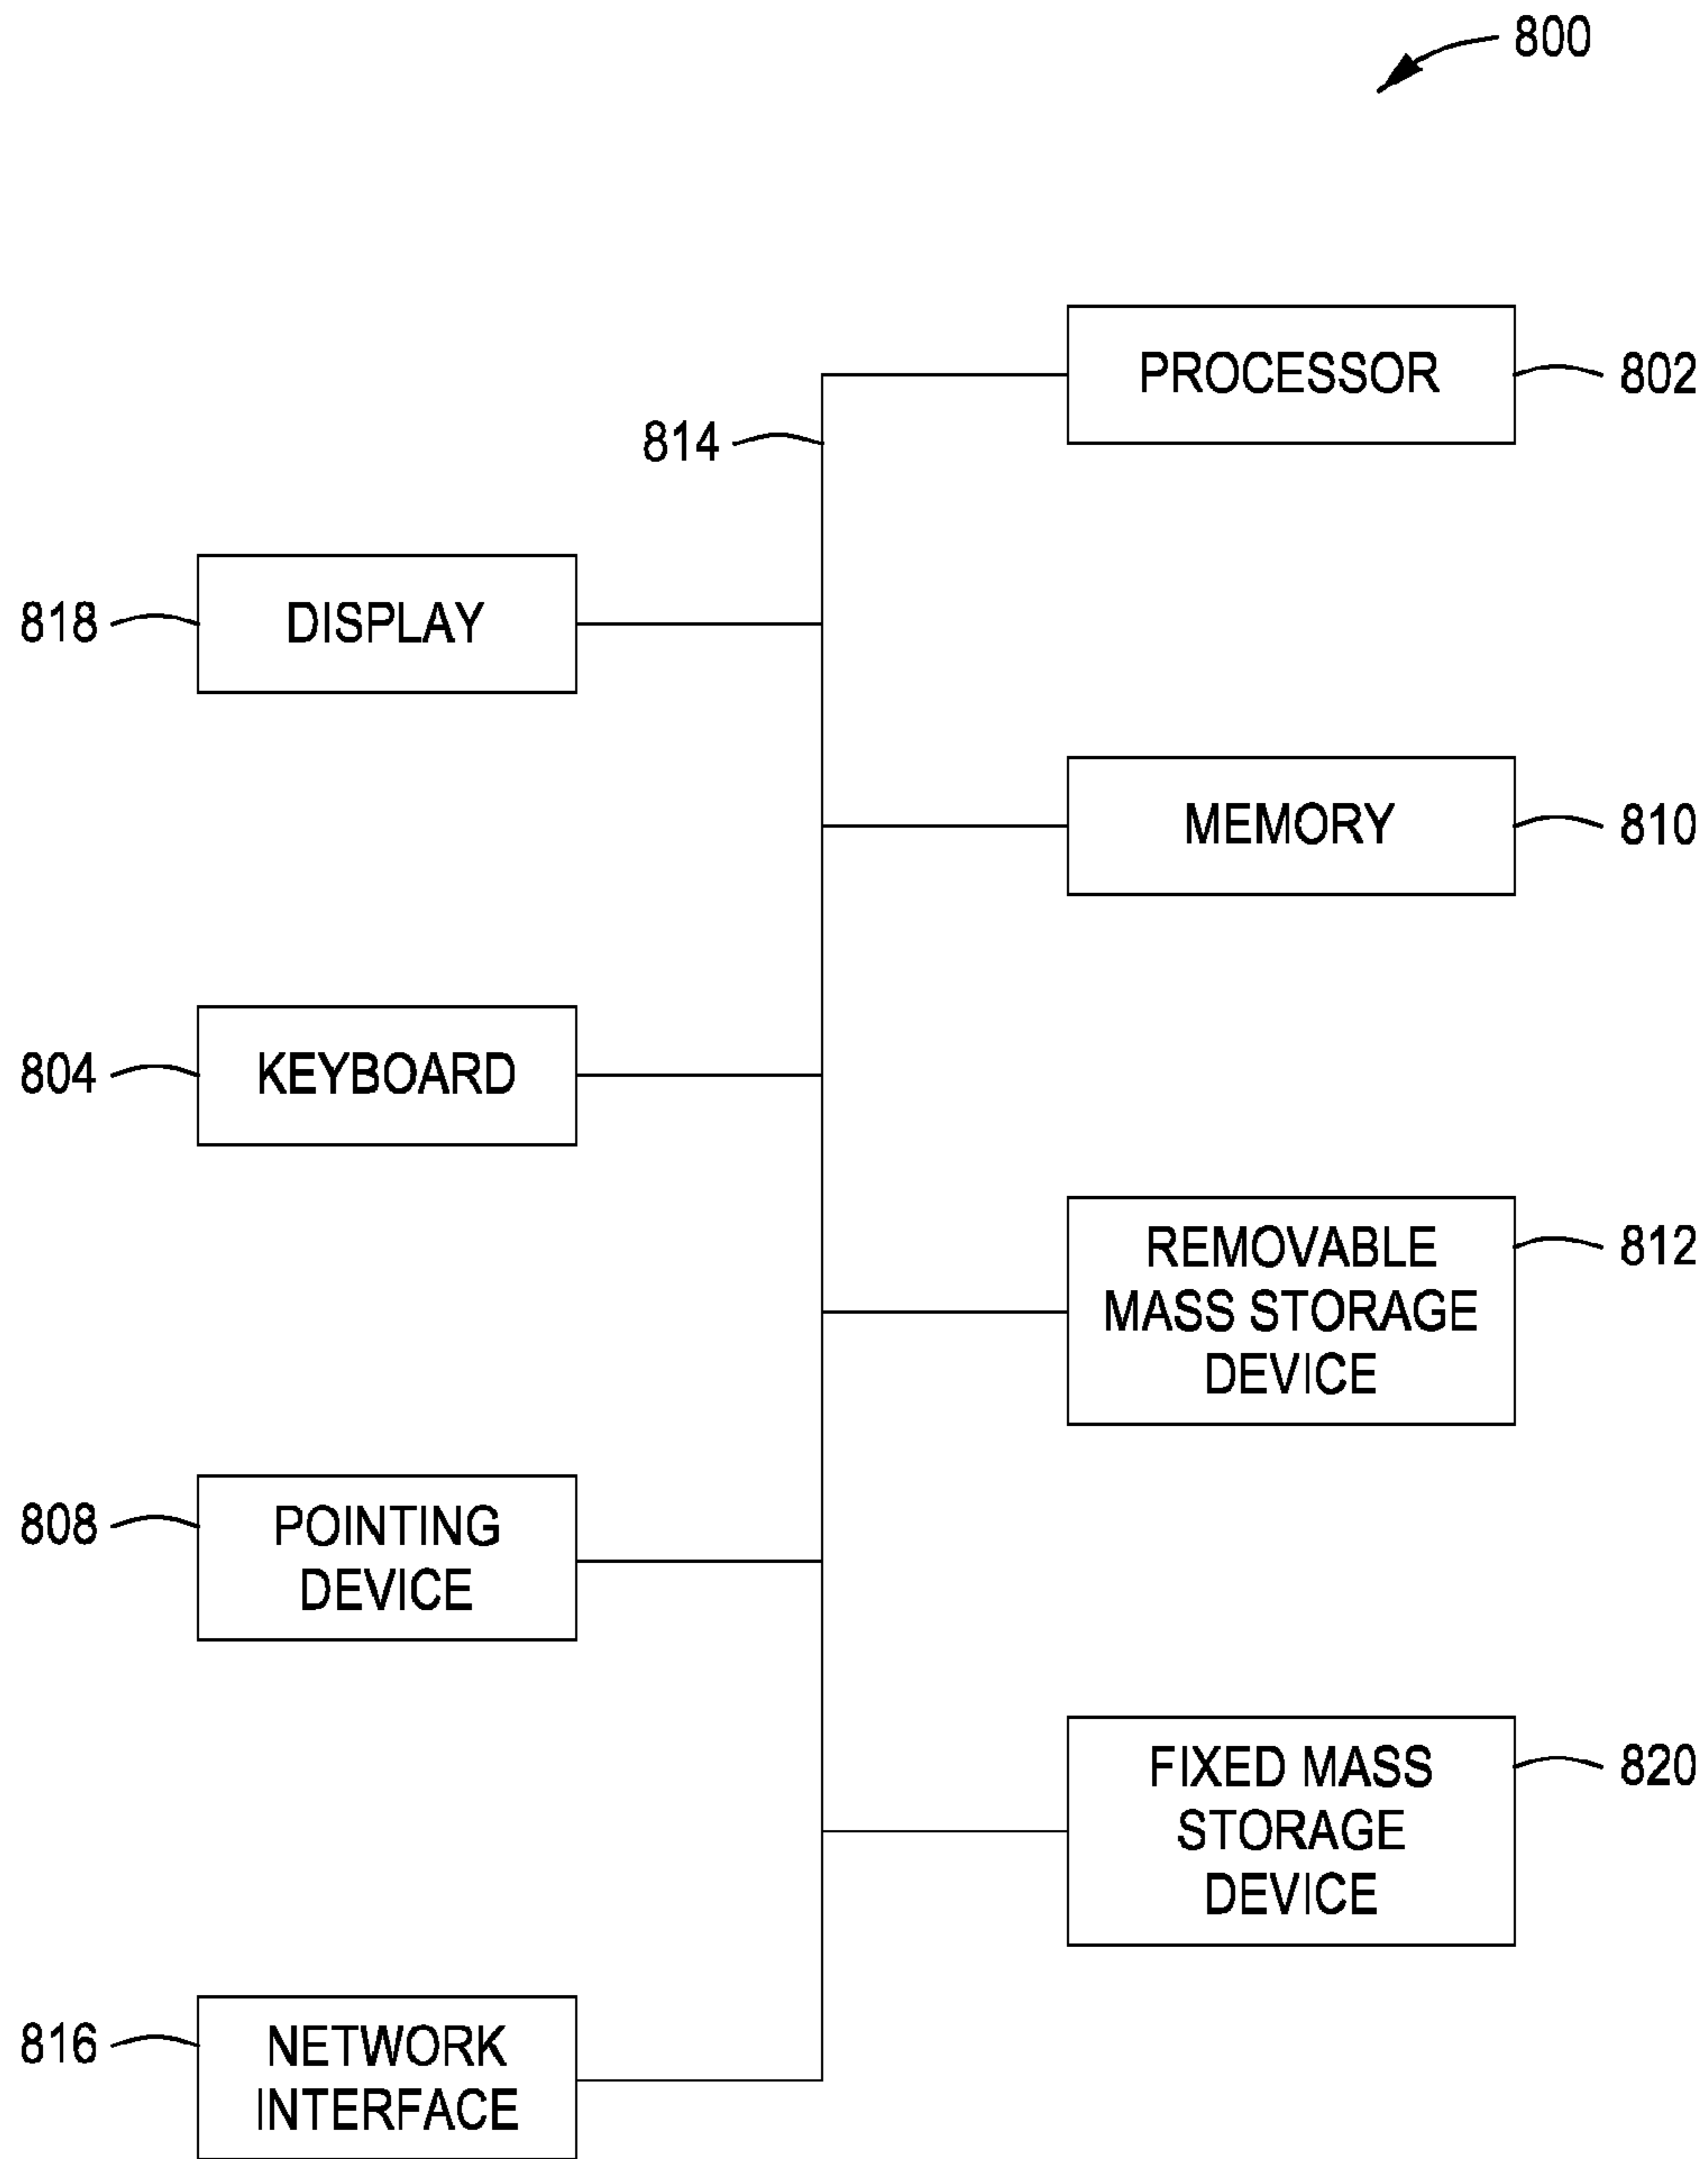 800
PROCESSOR
802
814
818
DISPLAY
MEMORY
810
804
KEYBOARD
REMOVABLE
MASS STORAGE
DEVICE
812
808
POINTING
DEVICE
FIXED MASS
STORAGE
DEVICE
820
816
NETWORK
INTERFACE